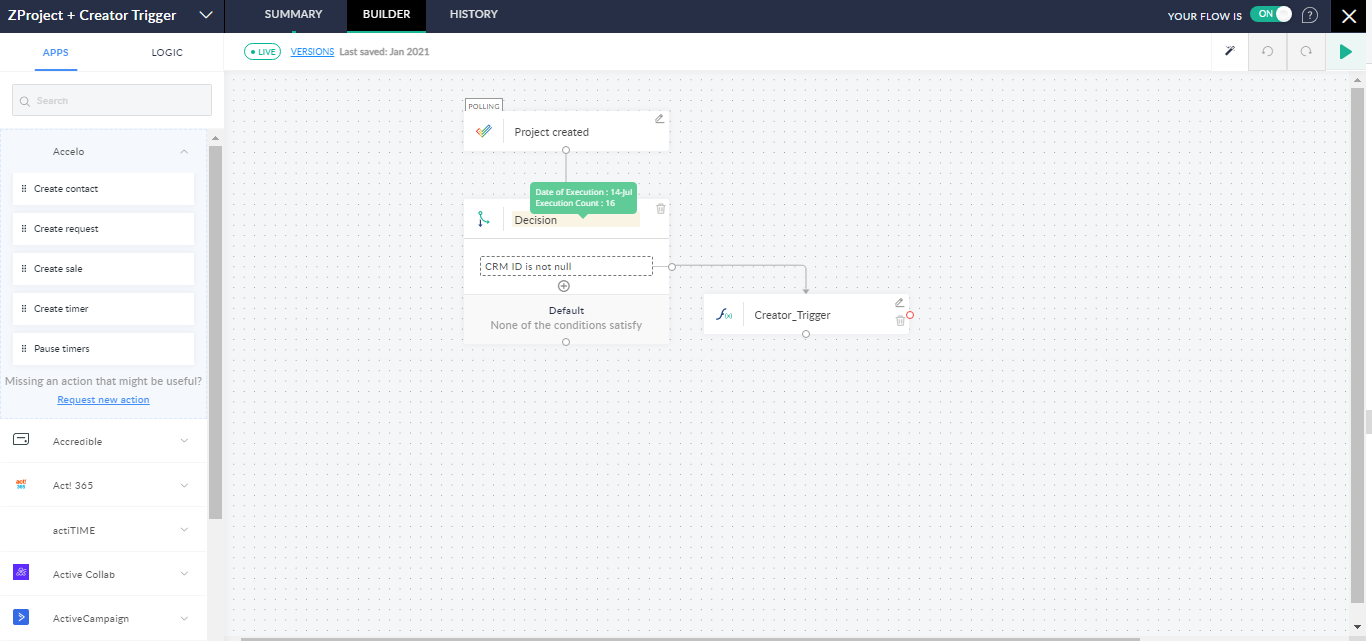 ZProject + Creator Trigger
SUMMARY
BUILDER
HISTORY
YOUR FLOW IS
ON
?
APPS
LOGIC
LIVE
VERSIONS
Last saved: Jan 2021
Search
Accelo
Create contact
Create request
Create sale
Create timer
Pause timers
Missing an action that might be useful?
Request new action
Accredible
act!
365
Act! 365
actiTIME
Active Collab
ActiveCampaign
POLLING
Project created
Date of Execution : 14-Jul
Execution Count : 16
Decision
CRM ID is not null
Default
None of the conditions satisfy
f(x)
Creator_Trigger